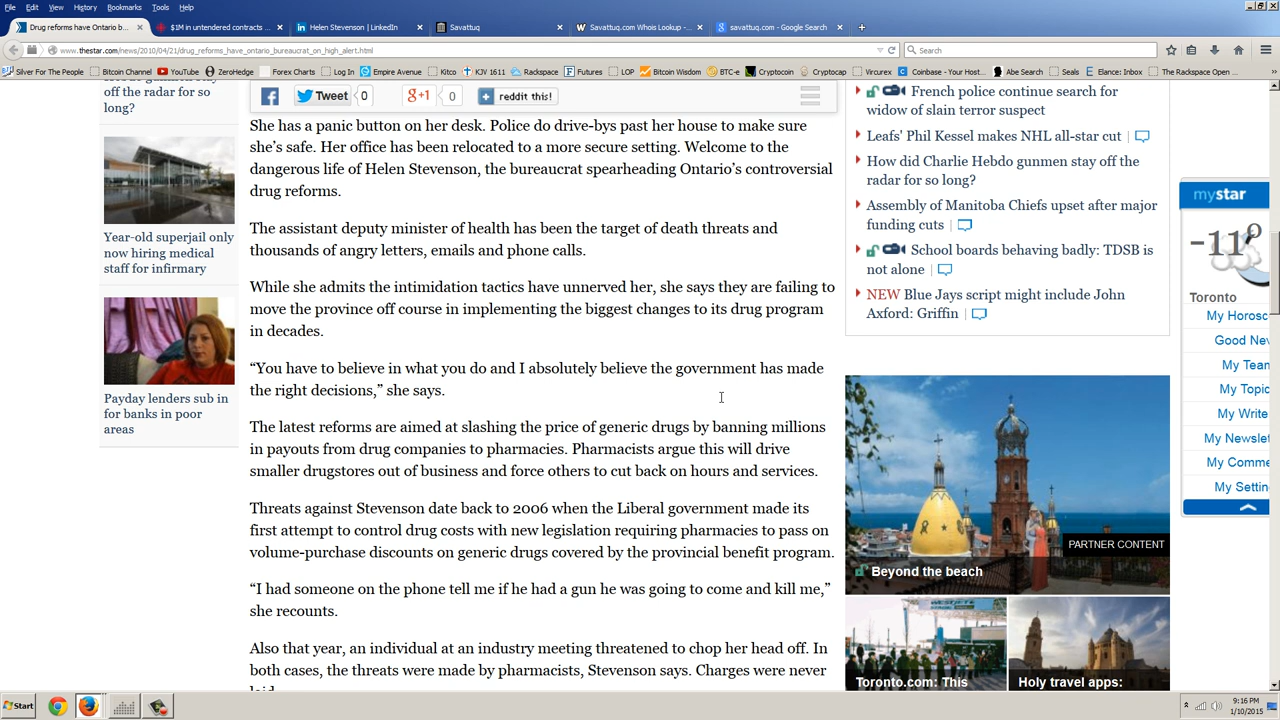 File Edit View History Bookmarks Tools Help
Drug reforms have Ontario b... × $1M in untendered contracts ... × Helen Stevenson | LinkedIn × Savattuq × Savattuq.com Whois Lookup - ... × savattuq.com - Google Search ×
www.thestar.com/news/2010/04/21/drug_reforms_have_ontario_bureaucrat_on_high_alert.html Search
Silver For The People Bitcoin Channel YouTube ZeroHedge Forex Charts Log In Empire Avenue Kitco KJV 1611 Rackspace Futures LOP Bitcoin Wisdom BTC-e Cryptocoin Cryptocap Vircurex Coinbase - Your Host... Abe Search Seals Elance: Inbox The Rackspace Open ...
off the radar for so
long?
Year-old superjail only
now hiring medical
staff for infirmary
Payday lenders sub in
for banks in poor
areas
Tweet 0 g+1 0 reddit this!
She has a panic button on her desk. Police do drive-bys past her house to make sure
she’s safe. Her office has been relocated to a more secure setting. Welcome to the
dangerous life of Helen Stevenson, the bureaucrat spearheading Ontario’s controversial
drug reforms.
The assistant deputy minister of health has been the target of death threats and
thousands of angry letters, emails and phone calls.
While she admits the intimidation tactics have unnerved her, she says they are failing to
move the province off course in implementing the biggest changes to its drug program
in decades.
“You have to believe in what you do and I absolutely believe the government has made
the right decisions,” she says.
The latest reforms are aimed at slashing the price of generic drugs by banning millions
in payouts from drug companies to pharmacies. Pharmacists argue this will drive
smaller drugstores out of business and force others to cut back on hours and services.
Threats against Stevenson date back to 2006 when the Liberal government made its
first attempt to control drug costs with new legislation requiring pharmacies to pass on
volume-purchase discounts on generic drugs covered by the provincial benefit program.
“I had someone on the phone tell me if he had a gun he was going to come and kill me,”
she recounts.
Also that year, an individual at an industry meeting threatened to chop her head off. In
both cases, the threats were made by pharmacists, Stevenson says. Charges were never
French police continue search for
widow of slain terror suspect
Leafs' Phil Kessel makes NHL all-star cut
How did Charlie Hebdo gunmen stay off the
radar for so long?
Assembly of Manitoba Chiefs upset after major
funding cuts
School boards behaving badly: TDSB is
not alone
NEW Blue Jays script might include John
Axford: Griffin
PARTNER CONTENT
Beyond the beach
Toronto.com: This
Holy travel apps:
mystar
-11°
Toronto
My Horosc
Good Nev
My Team
My Topic
My Write
My Newslet
My Comme
My Settin
Start
9:16 PM
1/10/2015